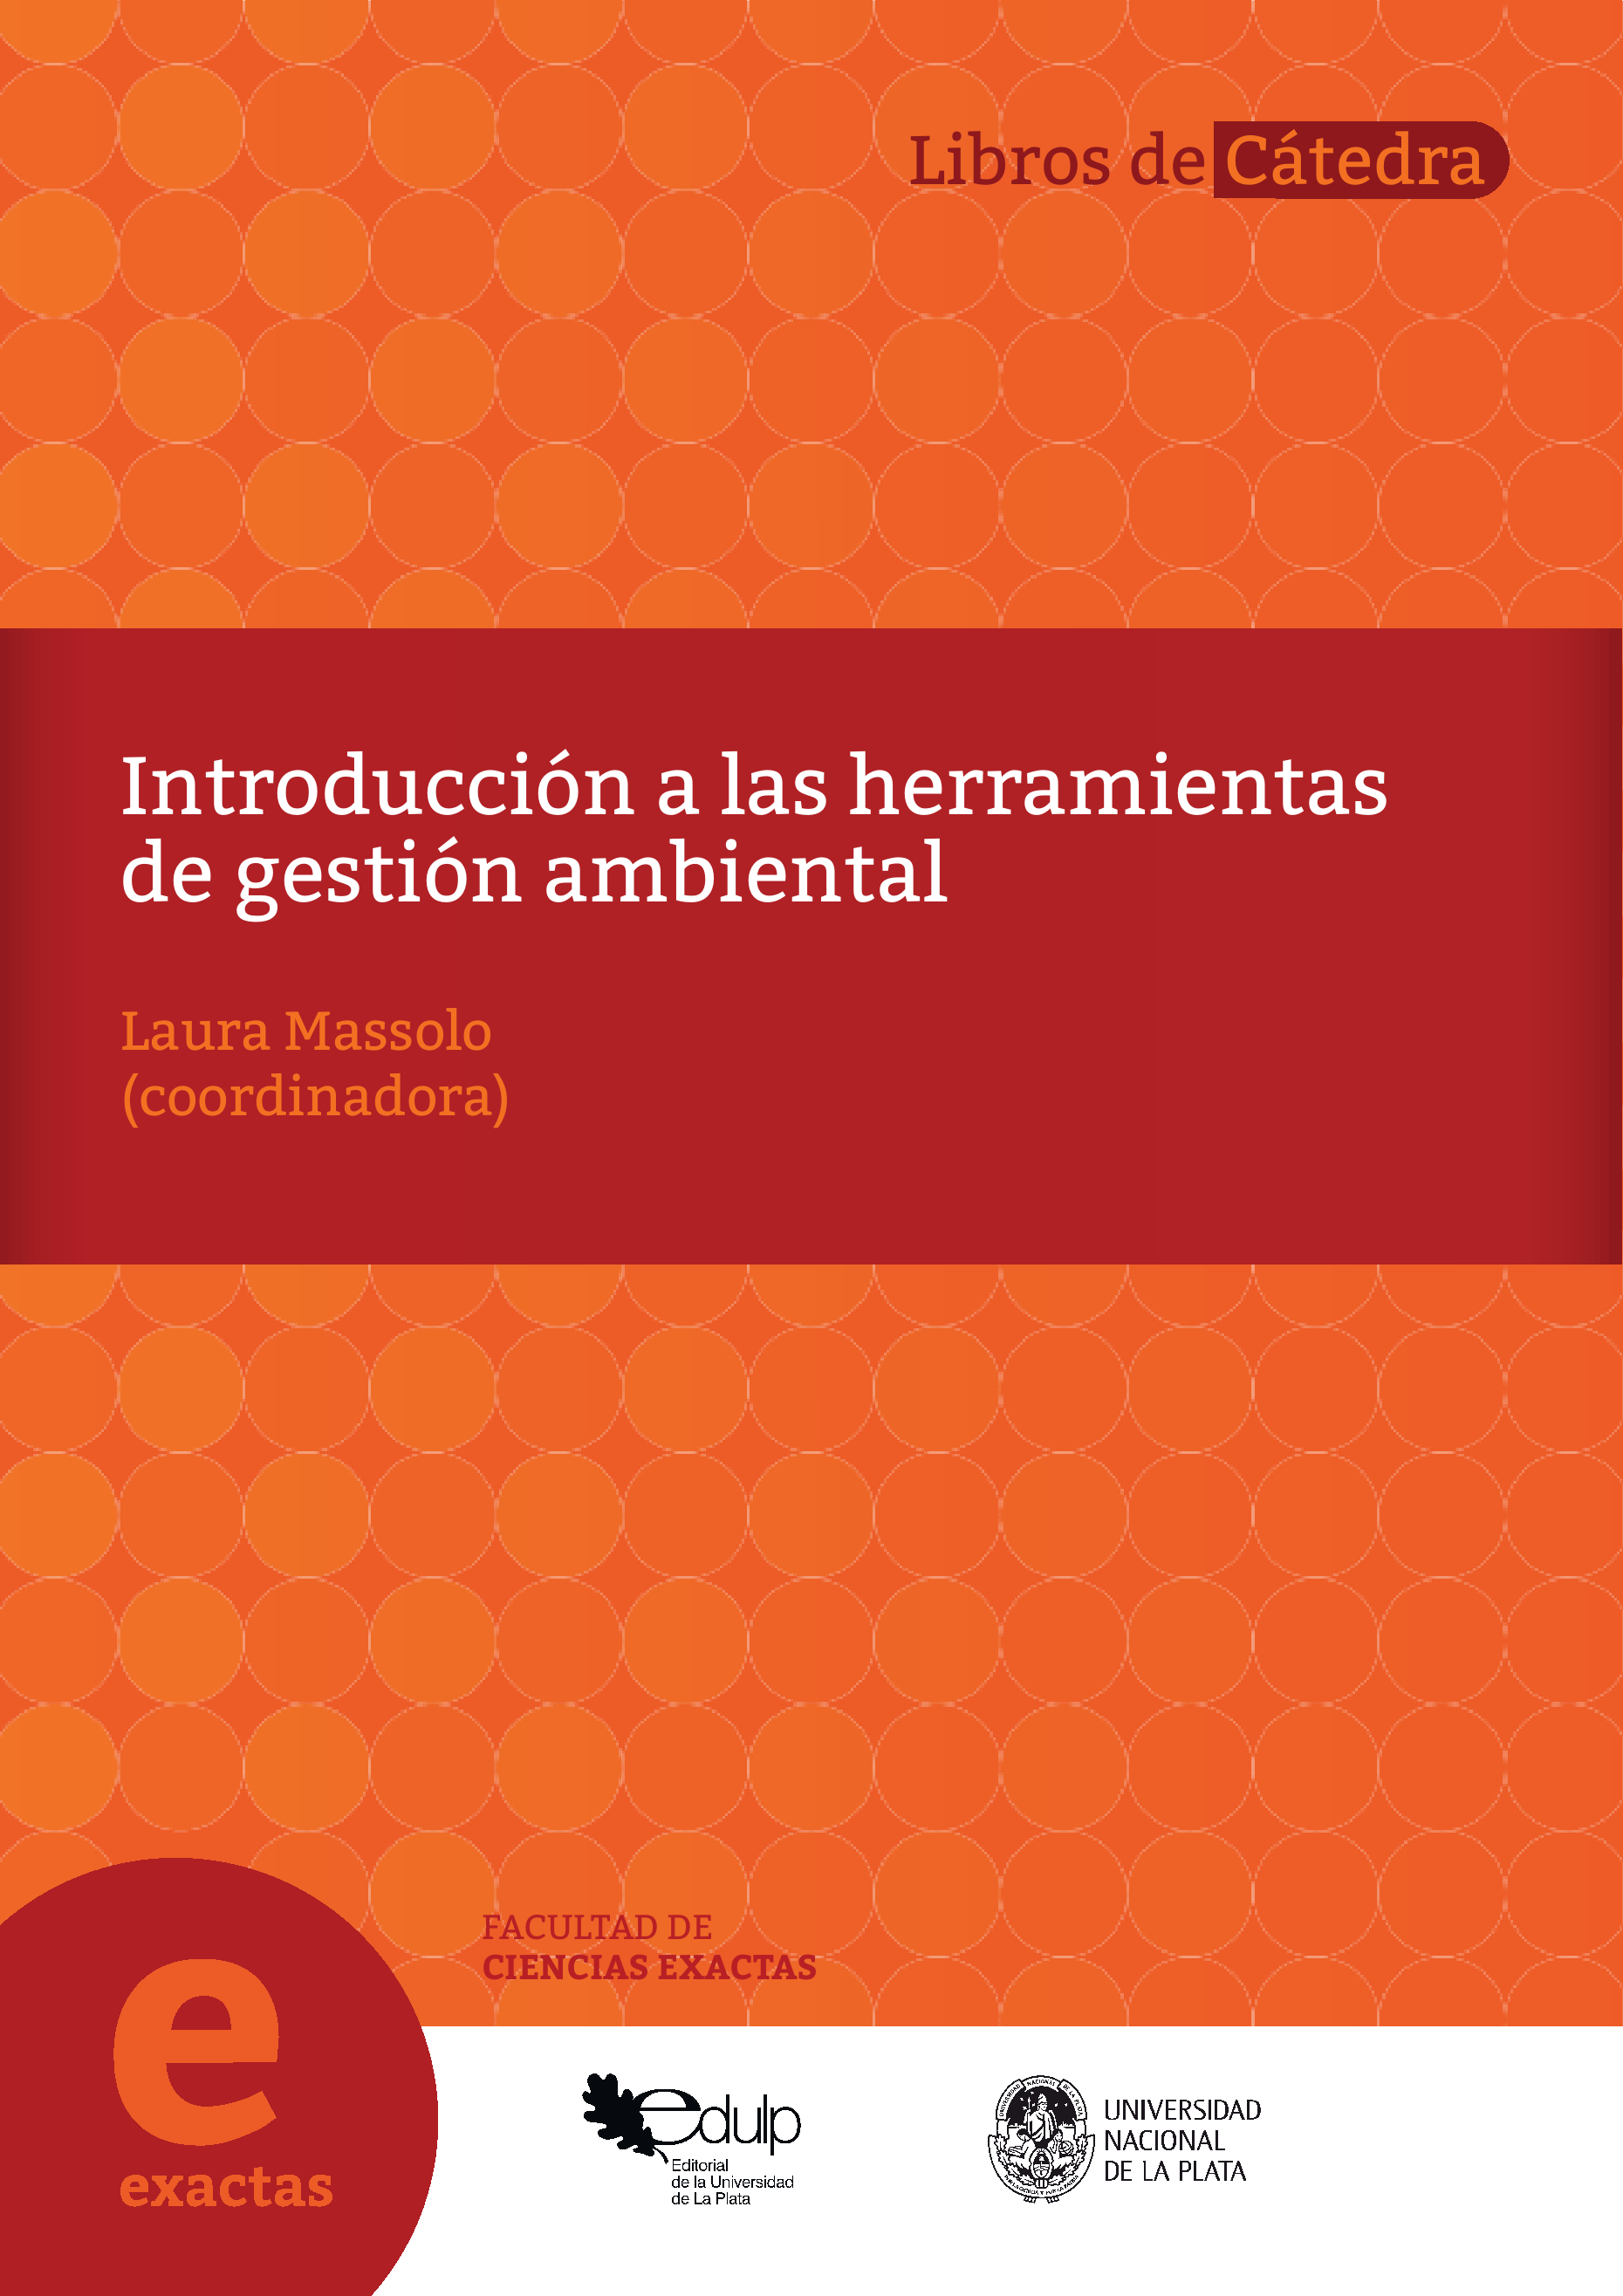 Libros de Cátedra
Introducción a las herramientas
de gestión ambiental
Laura Massolo
(coordinadora)
FACULTAD DE
CIENCIAS EXACTAS
e
exactas
edulp
Editorial
de la Universidad
de La Plata
UNIVERSIDAD
NACIONAL
DE LA PLATA